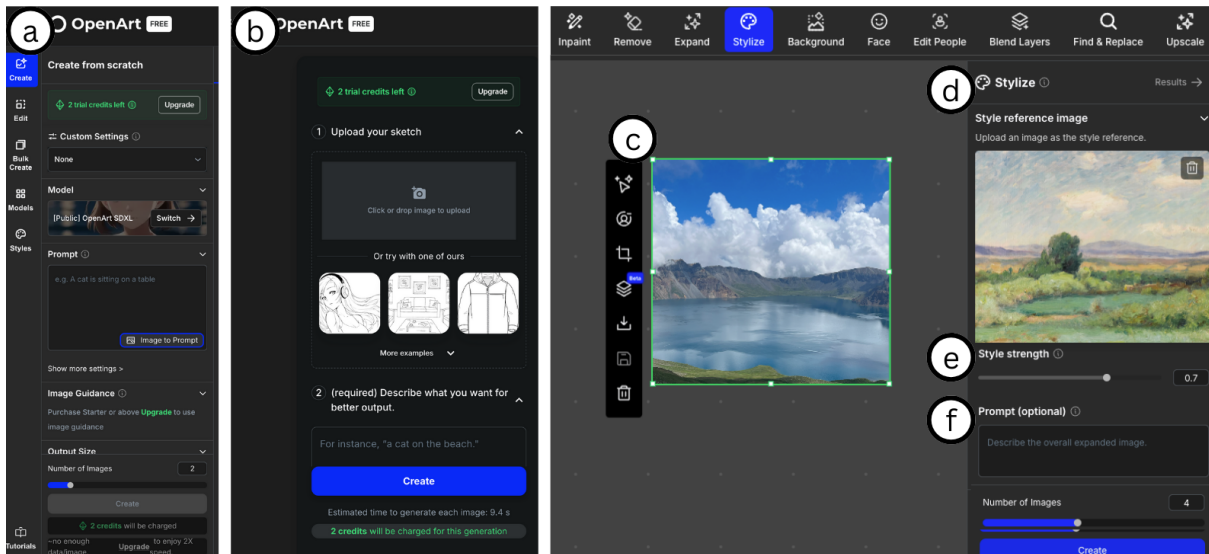 a
OpenArt FREE
Create from scratch
2 trial credits left
Upgrade
Custom Settings
None
Model
[Public] OpenArt SDXL
Switch →
Prompt
e.g. A cat is sitting on a table
Image to Prompt
Show more settings >
Image Guidance
Purchase Starter or above Upgrade to use
image guidance
Output Size
Number of Images 2
Create
2 credits will be charged
~no enough
data/image
Upgrade
to enjoy 2X
speed
Create
Edit
Bulk
Create
Models
Styles
Tutorials
b
OpenArt FREE
2 trial credits left
Upgrade
1 Upload your sketch
Click or drop image to upload
Or try with one of ours
More examples
2 (required) Describe what you want for
better output.
For instance, "a cat on the beach."
Create
Estimated time to generate each image: 9.4 s
2 credits will be charged for this generation
Inpaint
Remove
Expand
Stylize
Background
Face
Edit People
Blend Layers
Find & Replace
Upscale
c
Beta
d
Stylize
Results →
Style reference image
Upload an image as the style reference.
e
Style strength
0.7
f
Prompt (optional)
Describe the overall expanded image.
Number of Images 4
Create